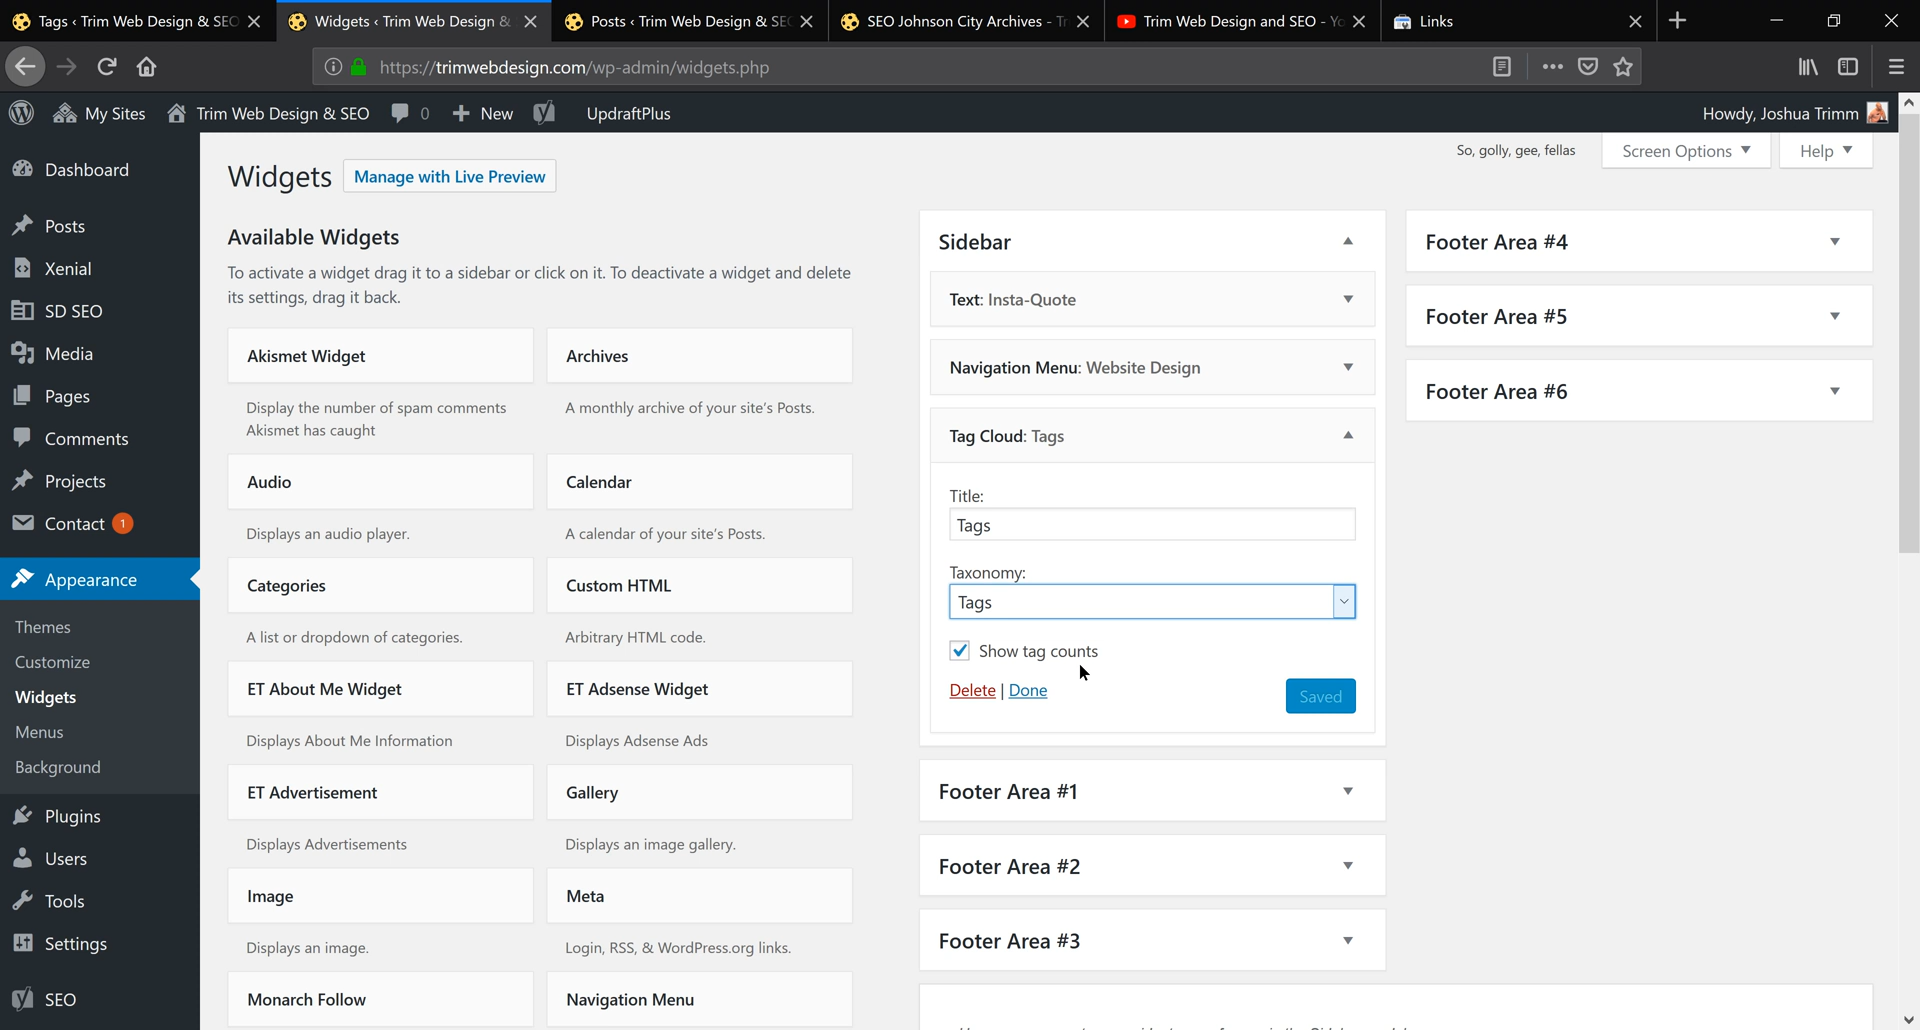 Tags ‹ Trim Web Design & SEO
Widgets ‹ Trim Web Design &
Posts ‹ Trim Web Design & SEO
SEO Johnson City Archives - Tr
Trim Web Design and SEO - Yo
Links
https://trimwebdesign.com/wp-admin/widgets.php
My Sites
Trim Web Design & SEO
0
New
UpdraftPlus
Howdy, Joshua Trimm
Dashboard
Posts
Xenial
SD SEO
Media
Pages
Comments
Projects
Contact 1
Appearance
Themes
Customize
Widgets
Menus
Background
Plugins
Users
Tools
Settings
SEO
So, golly, gee, fellas
Screen Options
Help
Widgets
Manage with Live Preview
Available Widgets
To activate a widget drag it to a sidebar or click on it. To deactivate a widget and delete
its settings, drag it back.
Akismet Widget
Display the number of spam comments
Akismet has caught
Archives
A monthly archive of your site's Posts.
Audio
Displays an audio player.
Calendar
A calendar of your site's Posts.
Categories
A list or dropdown of categories.
Custom HTML
Arbitrary HTML code.
ET About Me Widget
Displays About Me Information
ET Adsense Widget
Displays Adsense Ads
ET Advertisement
Displays Advertisements
Gallery
Displays an image gallery.
Image
Displays an image.
Meta
Login, RSS, & WordPress.org links.
Monarch Follow
Navigation Menu
Sidebar
Text: Insta-Quote
Navigation Menu: Website Design
Tag Cloud: Tags
Title:
Tags
Taxonomy:
Tags
Show tag counts
Delete | Done
Saved
Footer Area #1
Footer Area #2
Footer Area #3
Footer Area #4
Footer Area #5
Footer Area #6